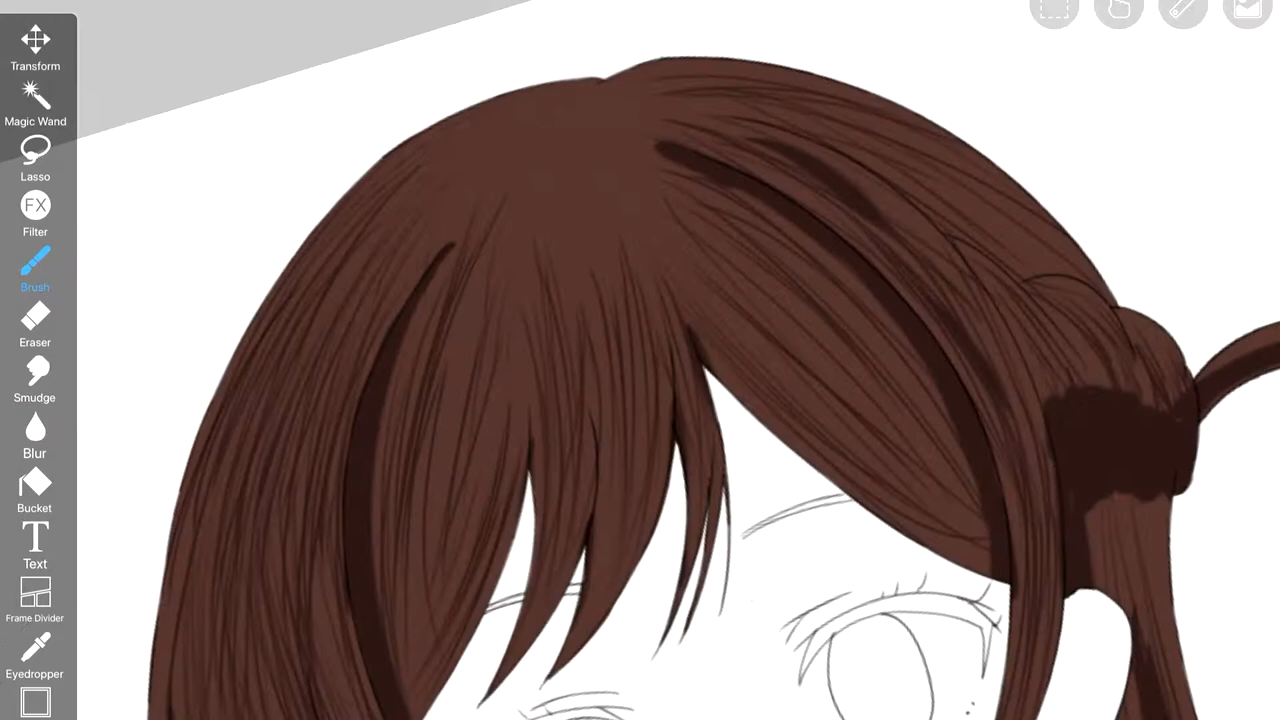 Transform
Magic Wand
Lasso
FX
Filter
Brush
Eraser
Smudge
Blur
Bucket
T
Text
Frame Divider
Eyedropper